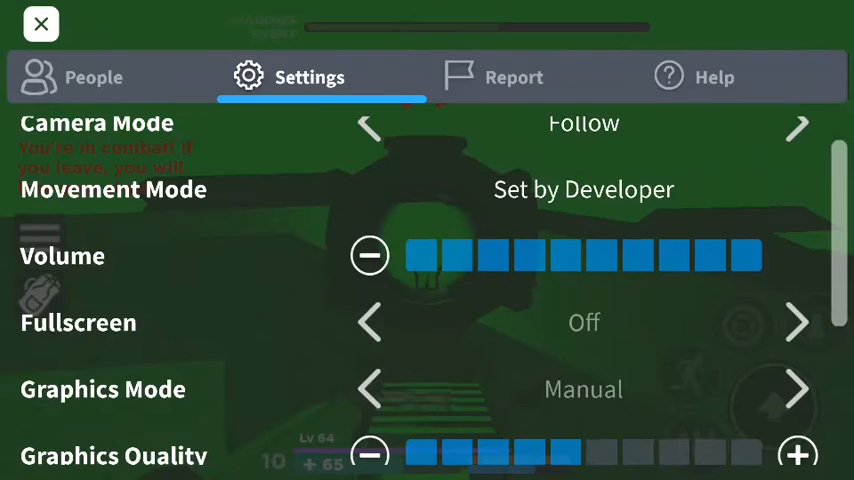 People
Settings
Report
Help
Camera Mode
Follow
You're in combat! If
you leave, you will
Movement Mode
Set by Developer
Volume
Fullscreen
Off
Graphics Mode
Manual
Lv 64
Graphics Quality
10
+ 65